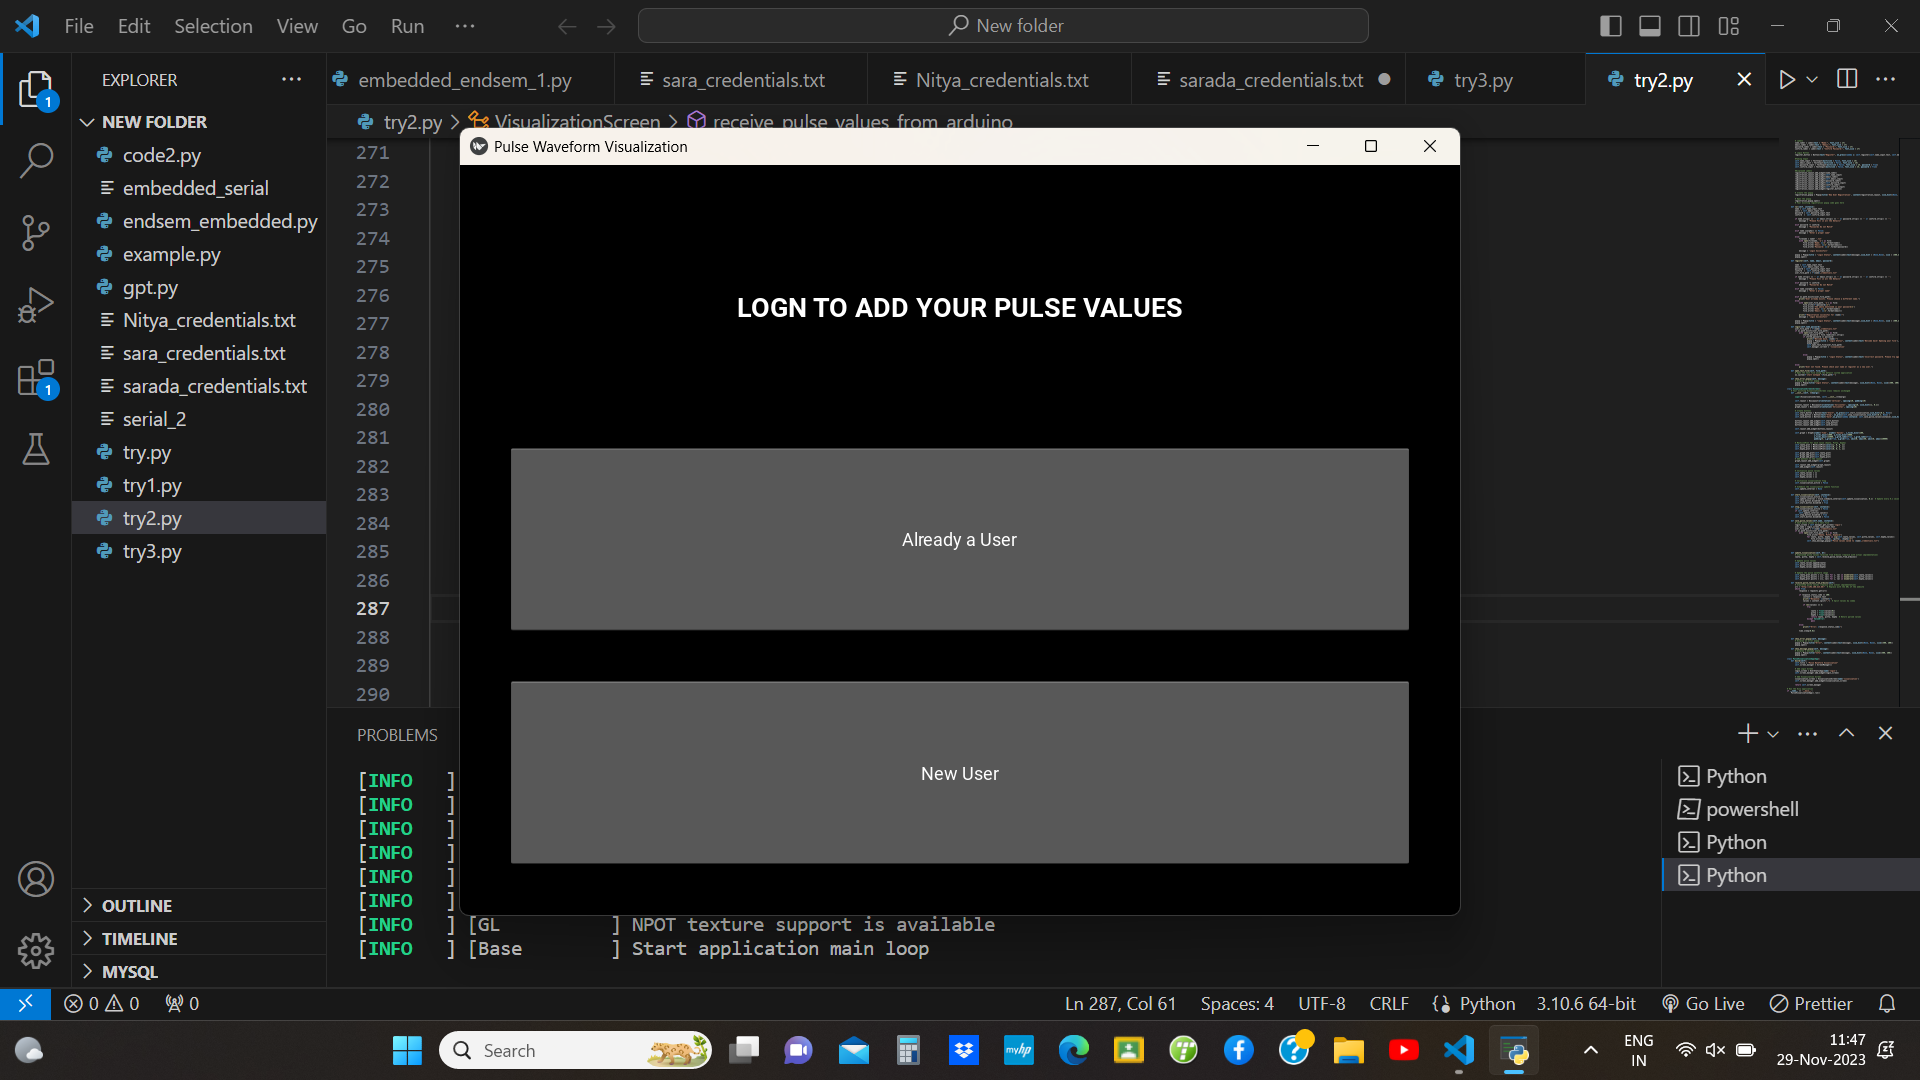 File Edit Selection View Go Run ···
New folder
EXPLORER
embedded_endsem_1.py
sara_credentials.txt
Nitya_credentials.txt
sarada_credentials.txt
try3.py
try2.py
try2.py > VisualizationScreen > receive_pulse_values_from_arduino
NEW FOLDER
code2.py
embedded_serial
endsem_embedded.py
example.py
gpt.py
Nitya_credentials.txt
sara_credentials.txt
sarada_credentials.txt
serial_2
try.py
try1.py
try2.py
try3.py
OUTLINE
TIMELINE
MYSQL
1
1
271
272
273
274
275
276
277
278
279
280
281
282
283
284
285
286
287
288
289
290
Pulse Waveform Visualization
LOGN TO ADD YOUR PULSE VALUES
Already a User
New User
PROBLEMS
[INFO ]
[INFO ]
[INFO ]
[INFO ]
[INFO ]
[INFO ]
[INFO ] [GL ] NPOT texture support is available
[INFO ] [Base ] Start application main loop
Python
powershell
Python
Python
0 0 0
Ln 287, Col 61 Spaces: 4 UTF-8 CRLF Python 3.10.6 64-bit Go Live Prettier
Search
myhp
ENG
IN
11:47
29-Nov-2023